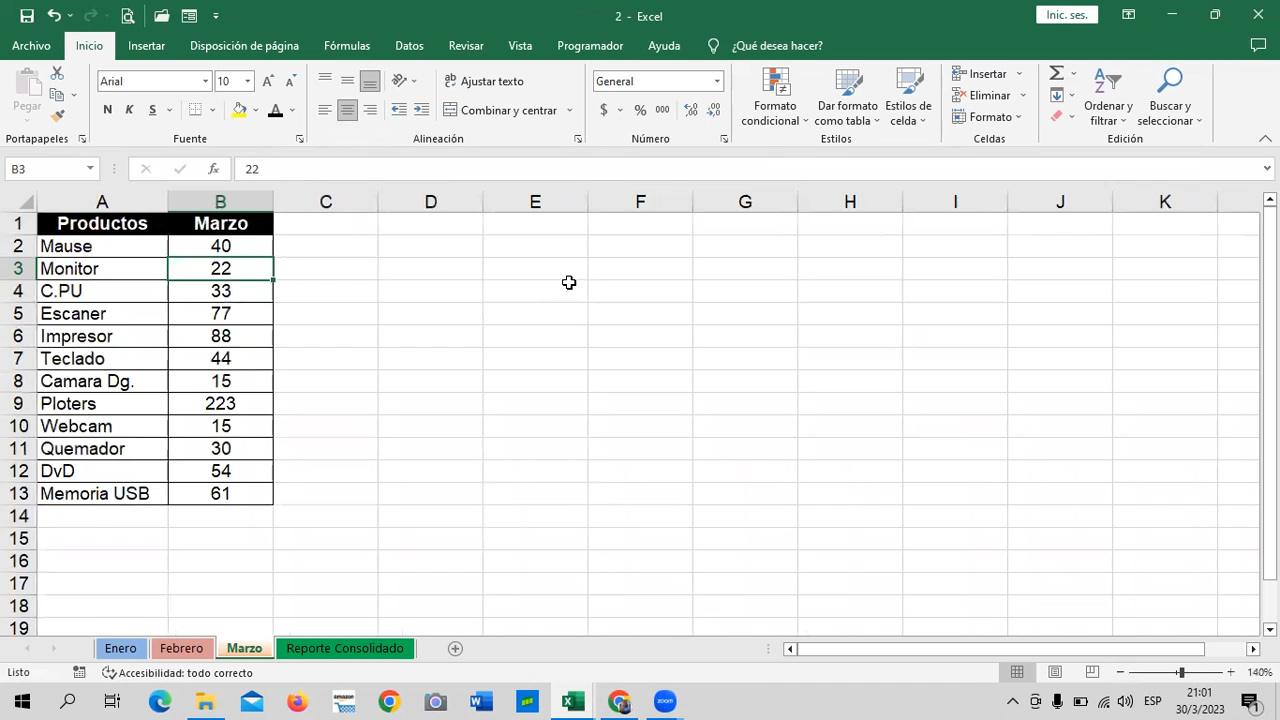 2 - Excel
Inic. ses.
Archivo Inicio Insertar Disposición de página Fórmulas Datos Revisar Vista Programador Ayuda ¿Qué desea hacer?
Pegar
Portapapeles
Arial 10
N K S
Fuente
Ajustar texto
Combinar y centrar
Alineación
General
$ % 000
Número
Formato condicional
Dar formato como tabla
Estilos de celda
Estilos
Insertar
Eliminar
Formato
Celdas
Ordenar y filtrar
Buscar y seleccionar
Edición
B3 fx 22
A B C D E F G H I J K
1 Productos Marzo
2 Mause 40
3 Monitor 22
4 C.PU 33
5 Escaner 77
6 Impresor 88
7 Teclado 44
8 Camara Dg. 15
9 Ploters 223
10 Webcam 15
11 Quemador 30
12 DvD 54
13 Memoria USB 61
14
15
16
17
18
19
Enero Febrero Marzo Reporte Consolidado
Listo Accesibilidad: todo correcto 140%
zoom
ESP
21:01
30/3/2023